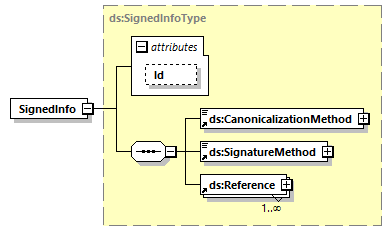 ds:SignedInfoType
attributes
Id
SignedInfo
ds:CanonicalizationMethod
ds:SignatureMethod
ds:Reference
1..∞